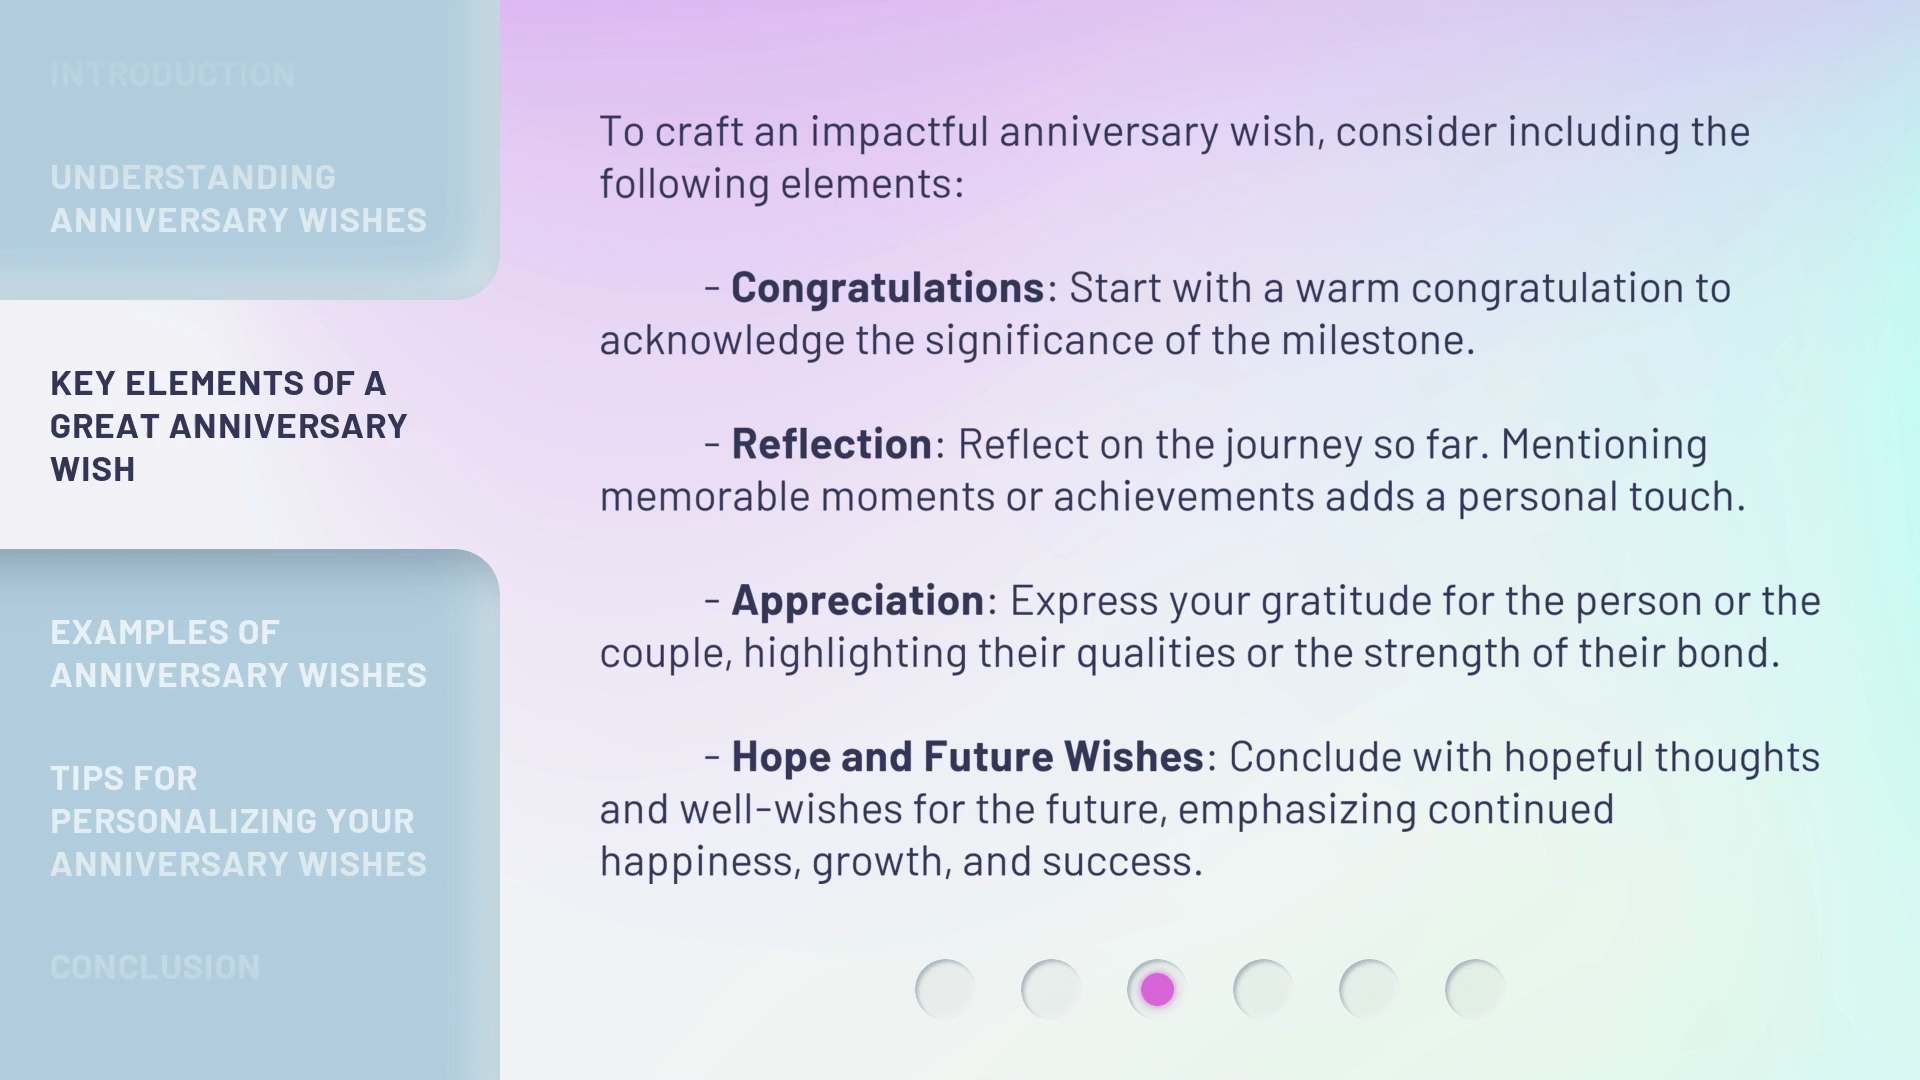 INTRODUCTION
UNDERSTANDING
ANNIVERSARY WISHES
KEY ELEMENTS OF A
GREAT ANNIVERSARY
WISH
EXAMPLES OF
ANNIVERSARY WISHES
TIPS FOR
PERSONALIZING YOUR
ANNIVERSARY WISHES
CONCLUSION
To craft an impactful anniversary wish, consider including the
following elements:
- Congratulations: Start with a warm congratulation to
acknowledge the significance of the milestone.
- Reflection: Reflect on the journey so far. Mentioning
memorable moments or achievements adds a personal touch.
- Appreciation: Express your gratitude for the person or the
couple, highlighting their qualities or the strength of their bond.
- Hope and Future Wishes: Conclude with hopeful thoughts
and well-wishes for the future, emphasizing continued
happiness, growth, and success.